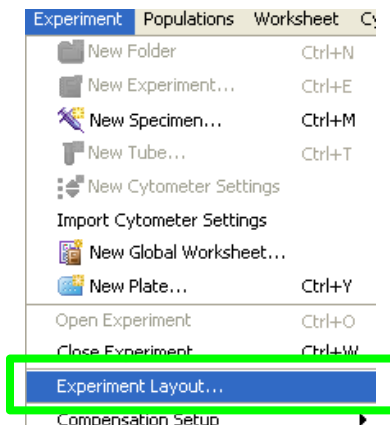 Experiment Populations Worksheet Cy
New Folder Ctrl+N
New Experiment... Ctrl+E
New Specimen... Ctrl+M
New Tube... Ctrl+T
New Cytometer Settings
Import Cytometer Settings
New Global Worksheet...
New Plate... Ctrl+Y
Open Experiment Ctrl+O
Close Experiment Ctrl+W
Experiment Layout...
Compensation Setup